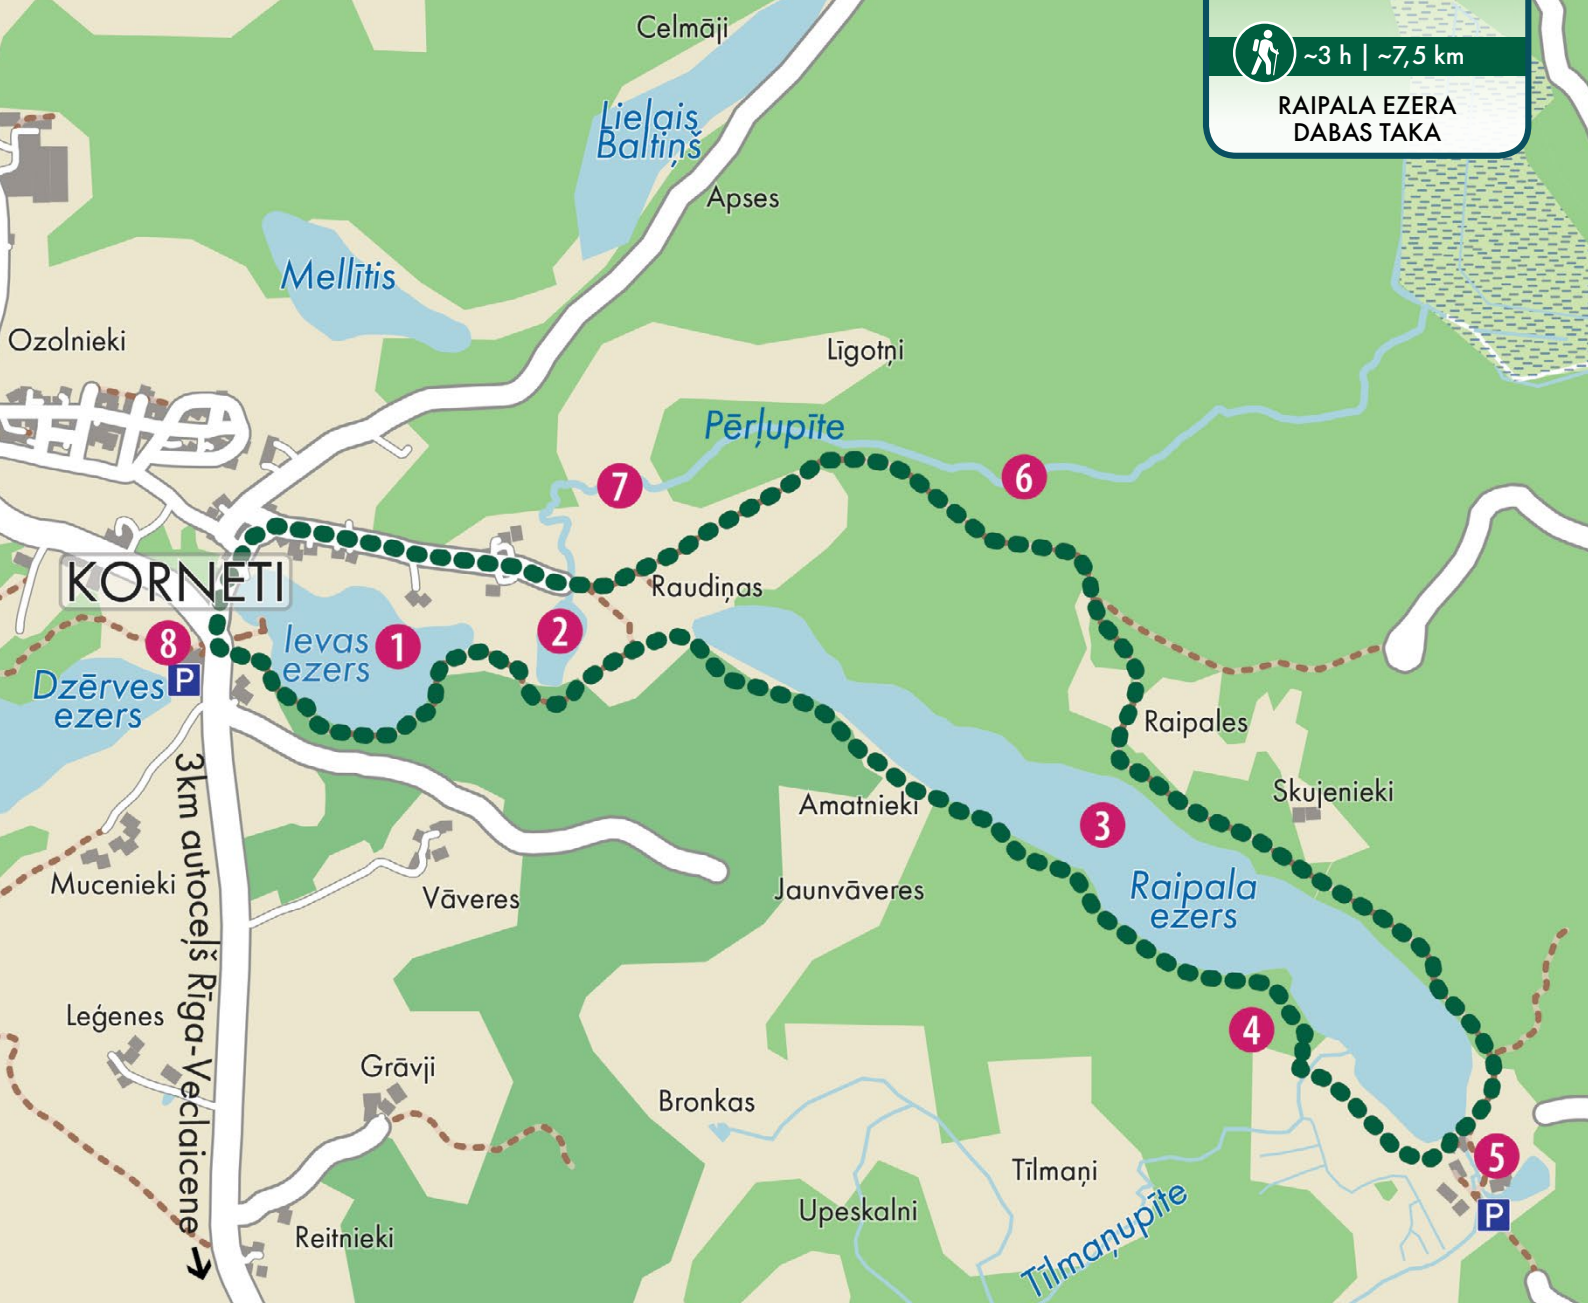 Celmāji
~3 h | ~7,5 km
RAIPALA EZERA
DABAS TAKA
Lielais
Baltiņš
Apses
Mellītis
Ozolnieki
Līgotņi
Pērļupīte
6
7
KORNETI
Raudiņas
8
Ievas
ezers
1
2
Dzērves
ezers
P
Raipales
Skujenieki
Amatnieki
3
Mucenieki
Vāveres
Jaunvāveres
Raipala
ezers
3km autoceļš Rīga-Veclaicene
Leģenes
4
Grāvji
Bronkas
Tīlmaņi
5
Upeskalni
Tīlmaņupīte
P
Reitnieki